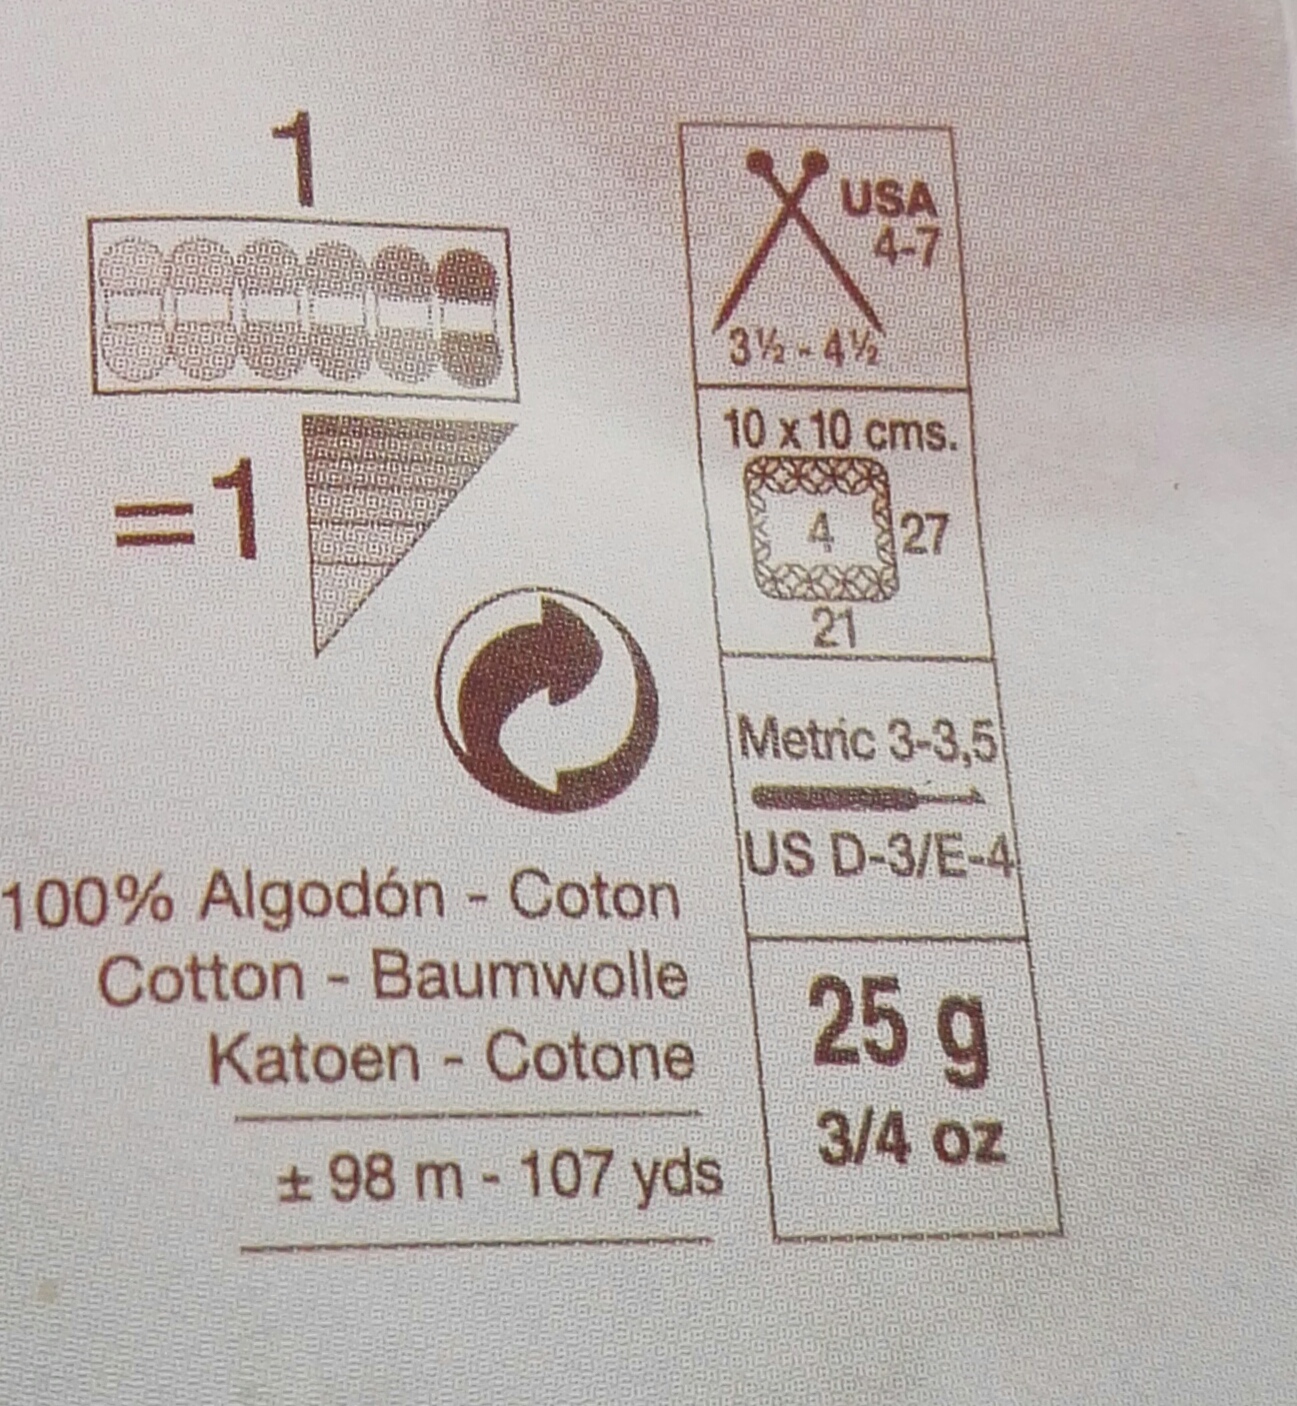 1
=1
100% Algodón - Coton
Cotton - Baumwolle
Katoen - Cotone
± 98 m - 107 yds
USA
4-7
3½ - 4½
10 x 10 cms.
4
27
21
Metric 3-3,5
US D-3/E-4
25 g
3/4 oz